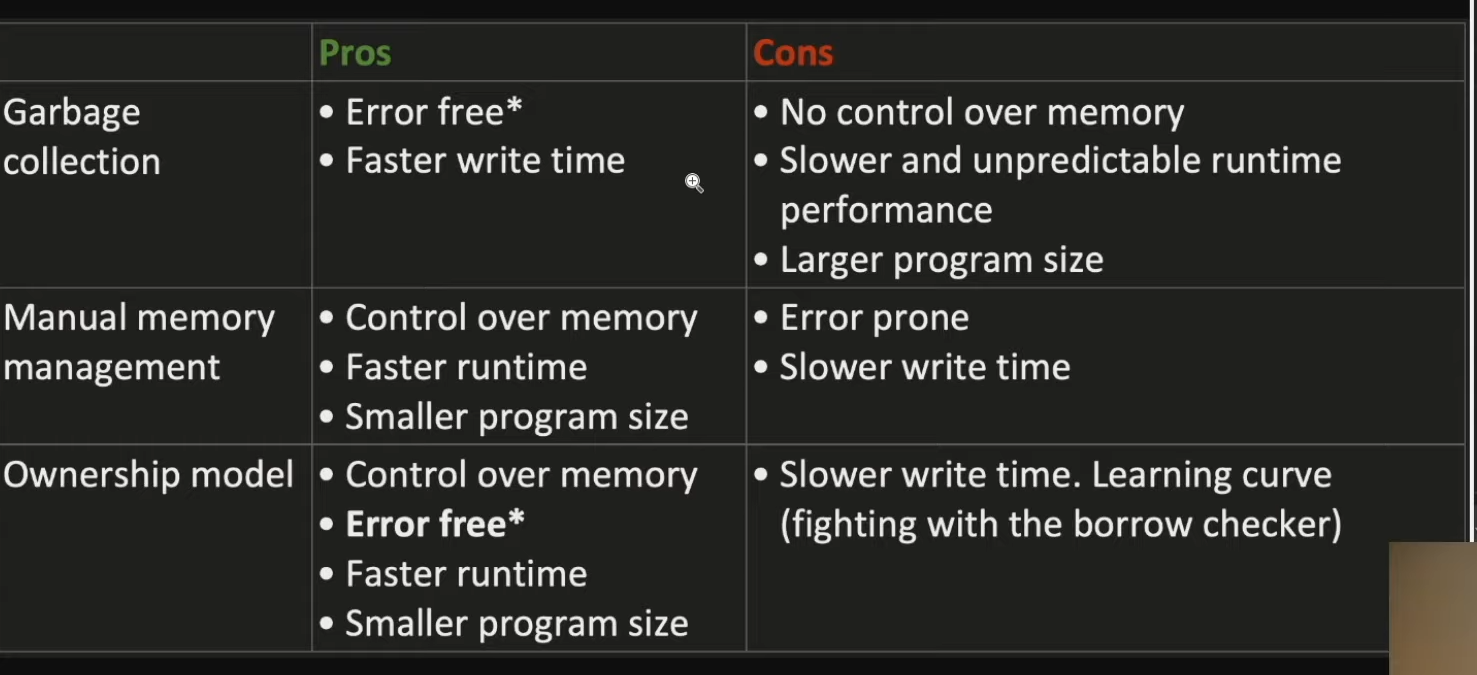 Pros
Cons
Garbage
collection
• Error free*
• Faster write time
• No control over memory
• Slower and unpredictable runtime
performance
• Larger program size
Manual memory
management
• Control over memory
• Faster runtime
• Smaller program size
• Error prone
• Slower write time
Ownership model
• Control over memory
• Error free*
• Faster runtime
• Smaller program size
• Slower write time. Learning curve
(fighting with the borrow checker)